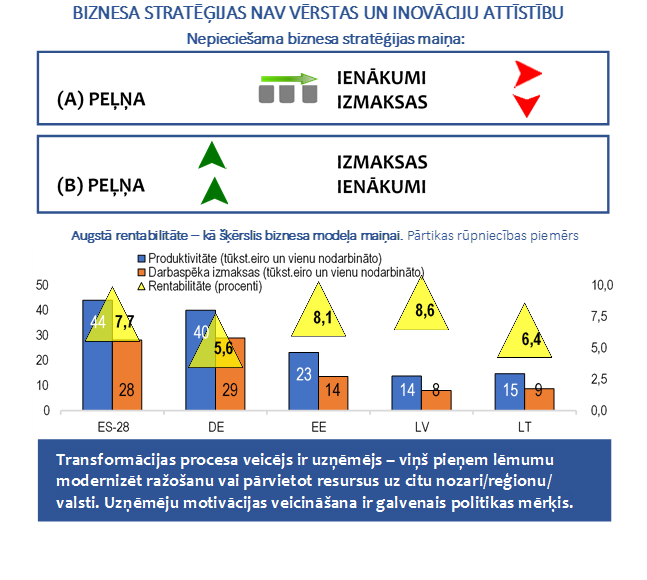 BIZNESA STRATĒĢIJAS NAV VĒRSTAS UN INOVĀCIJU ATTĪSTĪBU
Nepieciešama biznesa stratēģijas maiņa:
(A) PEĻŅA
IENĀKUMI
IZMAKSAS
(B) PEĻŅA
IZMAKSAS
IENĀKUMI
Augstā rentabilitāte – kā šķērslis biznesa modeļa maiņai. Pārtikas rūpniecības piemērs
Produktivitāte (tūkst.eiro un vienu nodarbināto)
Darbaspēka izmaksas (tūkst.eiro un vienu nodarbināto)
Rentabilitāte (procenti)
50 10,0
40 7,5
30 5,0
20 2,5
10 0,0
0
44 7,7 28
40 5,6 29
23 8,1 14
14 8,6 8
15 6,4 9
ES-28 DE EE LV LT
Transformācijas procesa veicējs ir uzņēmējs – viņš pieņem lēmumu
modernizēt ražošanu vai pārvietot resursus uz citu nozari/reģionu/
valsti. Uzņēmēju motivācijas veicināšana ir galvenais politikas mērķis.